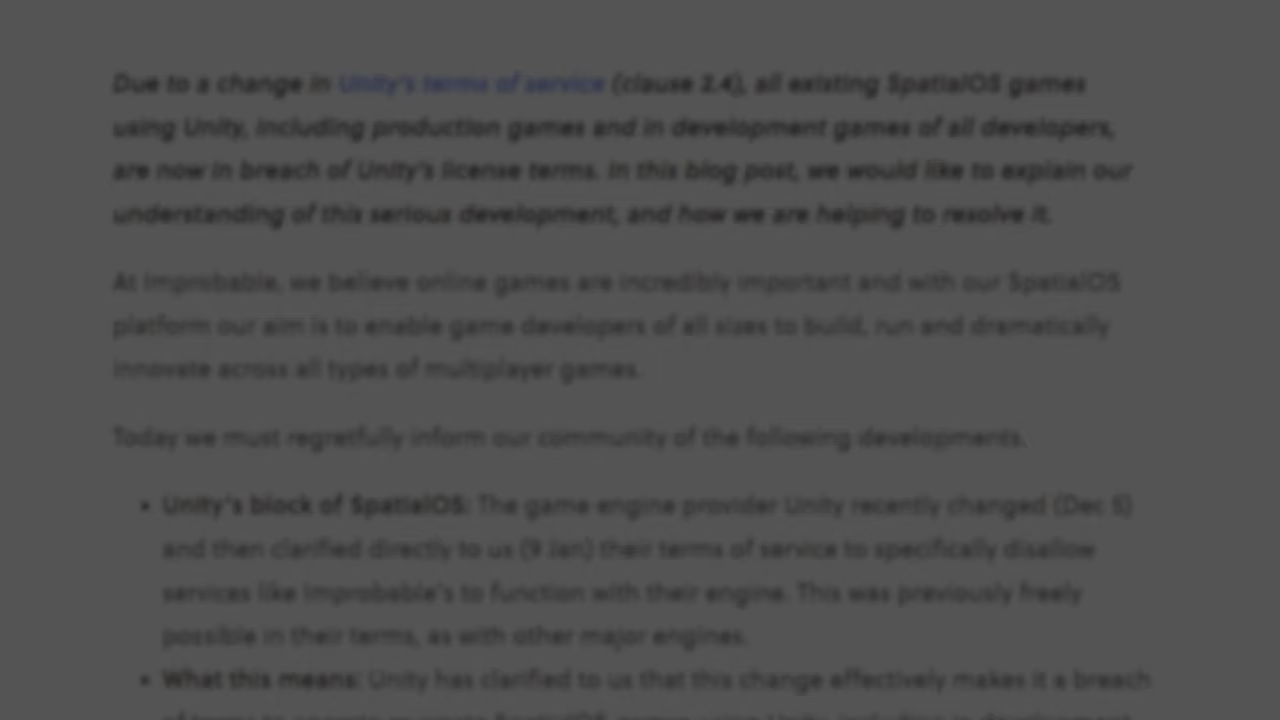 Due to a change in Unity's terms of service (clause 2.4), all existing SpatialOS games
using Unity, including production games and in development games of all developers,
are now in breach of Unity's license terms. In this blog post, we would like to explain our
understanding of this serious development, and how we are helping to resolve it.
At Improbable, we believe online games are incredibly important and with our SpatialOS
platform our aim is to enable game developers of all sizes to build, run and dramatically
innovate across all types of multiplayer games.
Today we must regretfully inform our community of the following developments.
• Unity's block of SpatialOS: The game engine provider Unity recently changed (Dec 5)
and then clarified directly to us (9 Jan) their terms of service to specifically disallow
services like Improbable's to function with their engine. This was previously freely
possible in their terms, as with other major engines.
• What this means: Unity has clarified to us that this change effectively makes it a breach